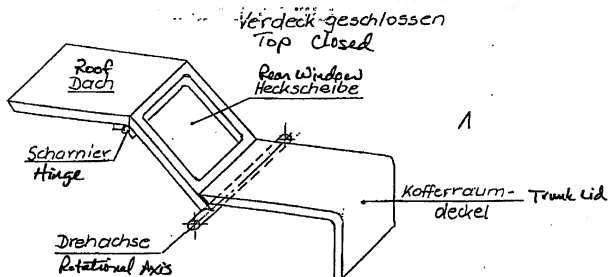 Verdeck geschlossen
Top Closed
Roof
Dach
Rear Window
Heckscheibe
1
Scharnier
Hinge
Kofferraum-
deckel
Trunk Lid
Drehachse
Rotational Axis